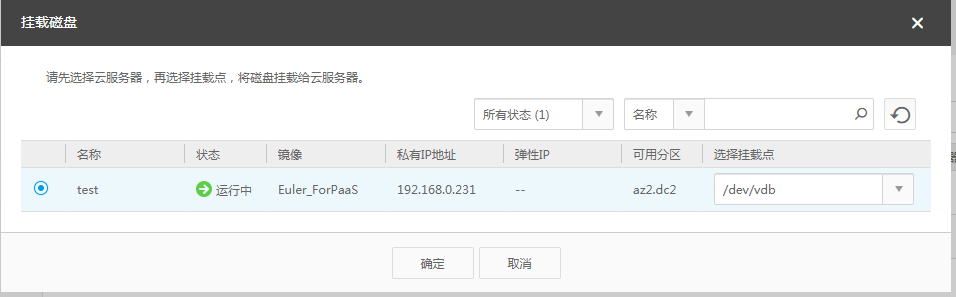 挂载磁盘
请先选择云服务器，再选择挂载点，将磁盘挂载给云服务器。
所有状态 (1) 名称
名称 状态 镜像 私有IP地址 弹性IP 可用分区 选择挂载点
test 运行中 Euler_ForPaaS 192.168.0.231 -- az2.dc2 /dev/vdb
确定 取消